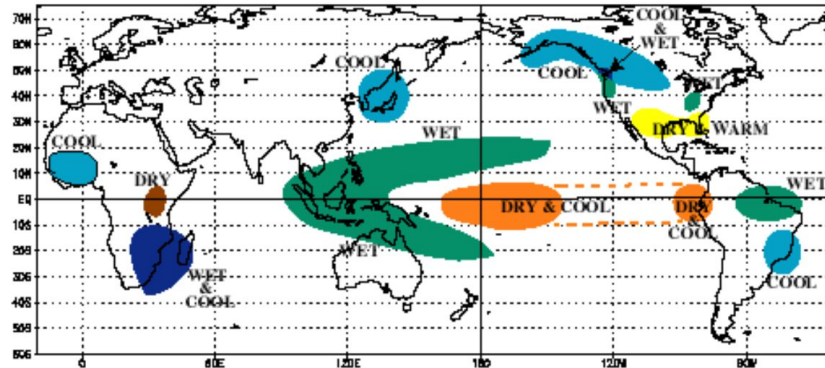 70N
60N
50N
40N
30N
20N
10N
EQ
10S
20S
30S
40S
50S
60S
0
60E
120E
180
120W
60W
COOL
DRY
WET
&
COOL
COOL
WET
WET
DRY & COOL
COOL
&
WET
COOL
WET
WET
DRY & WARM
DRY
&
COOL
WET
COOL